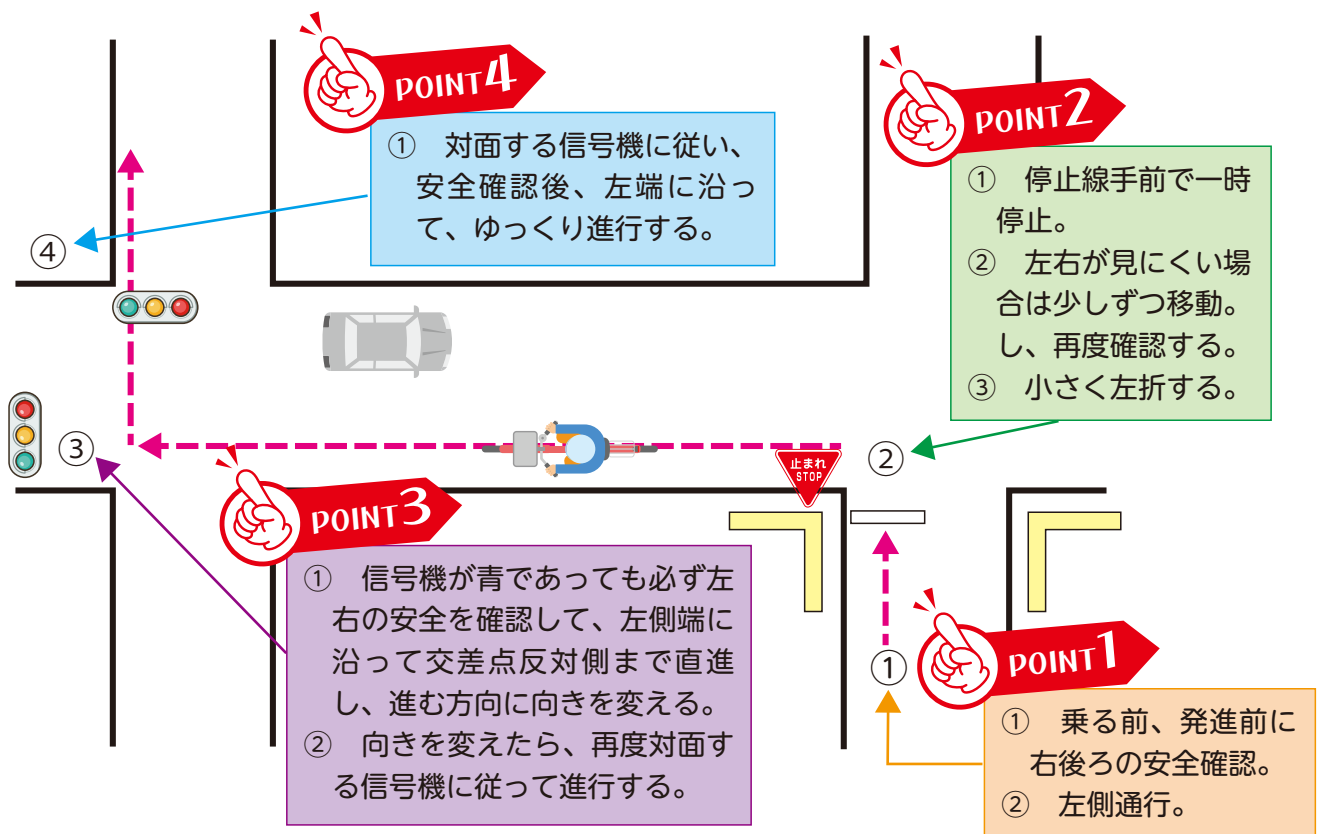 POINT4
① 対面する信号機に従い、
安全確認後、左端に沿っ
て、ゆっくり進行する。
POINT2
① 停止線手前で一時
停止。
② 左右が見にくい場
合は少しずつ移動。
し、再度確認する。
③ 小さく左折する。
④
③
②
止まれ
STOP
POINT3
① 信号機が青であっても必ず左
右の安全を確認して、左側端に
沿って交差点反対側まで直進
し、進む方向に向きを変える。
② 向きを変えたら、再度対面す
る信号機に従って進行する。
①
POINT1
① 乗る前、発進前に
右後ろの安全確認。
② 左側通行。